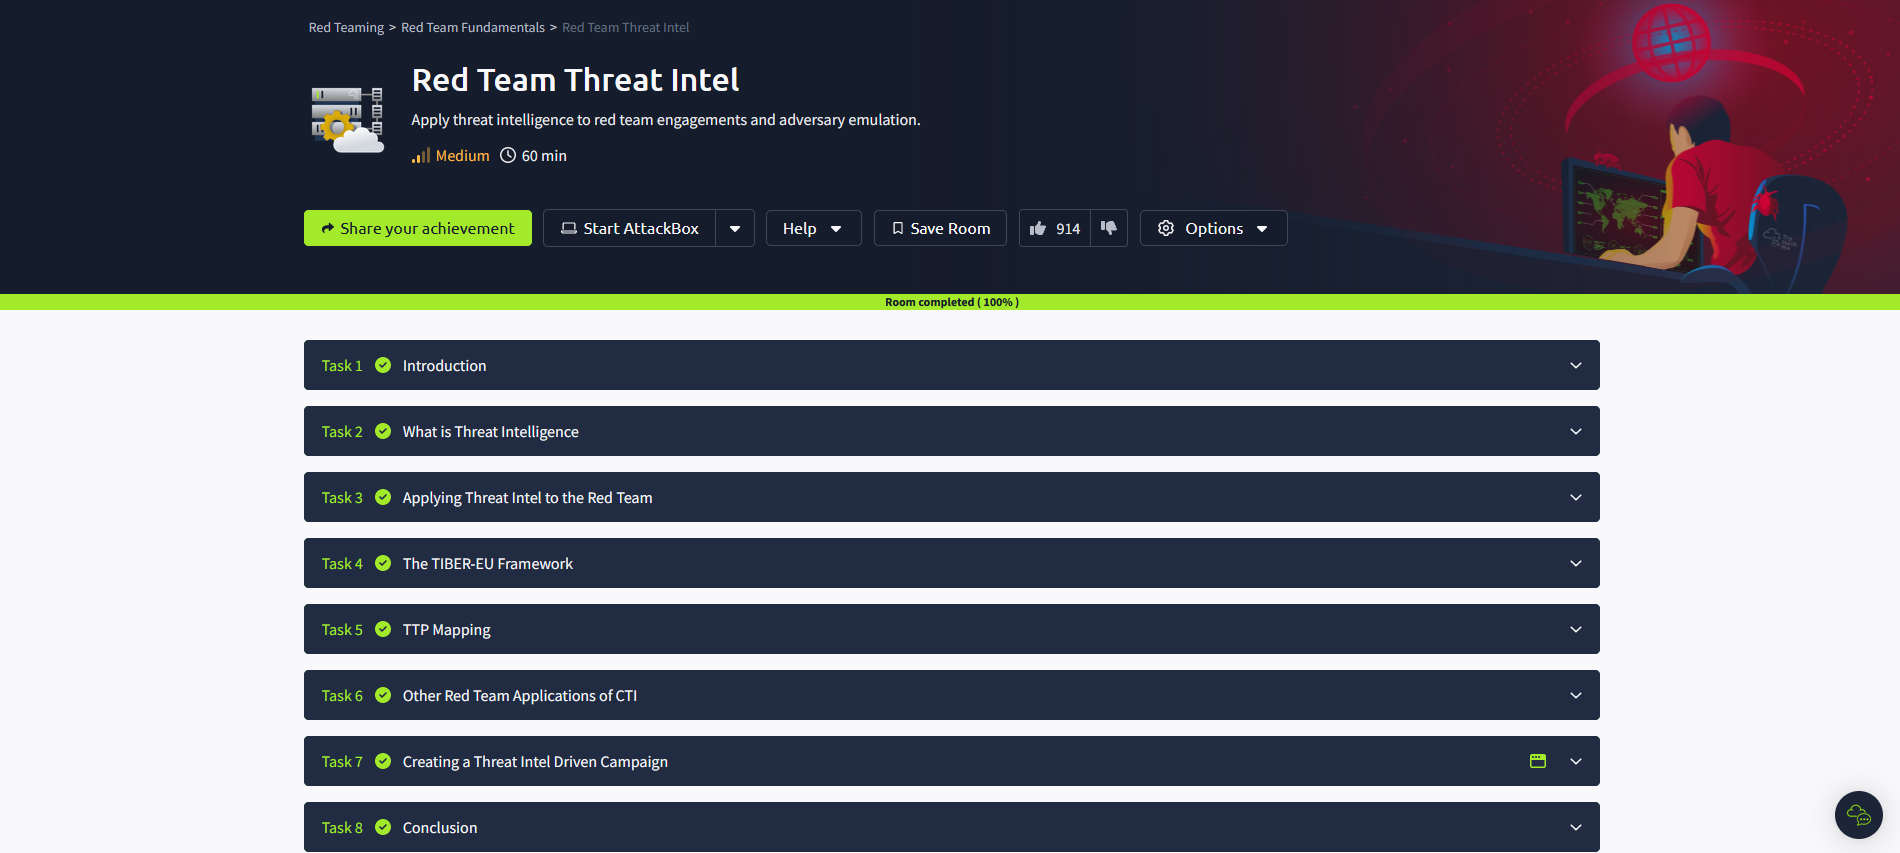 Red Teaming > Red Team Fundamentals > Red Team Threat Intel
Red Team Threat Intel
Apply threat intelligence to red team engagements and adversary emulation.
Medium 60 min
Share your achievement Start AttackBox Help Save Room 914 Options
Room completed ( 100% )
Task 1 Introduction
Task 2 What is Threat Intelligence
Task 3 Applying Threat Intel to the Red Team
Task 4 The TIBER-EU Framework
Task 5 TTP Mapping
Task 6 Other Red Team Applications of CTI
Task 7 Creating a Threat Intel Driven Campaign
Task 8 Conclusion